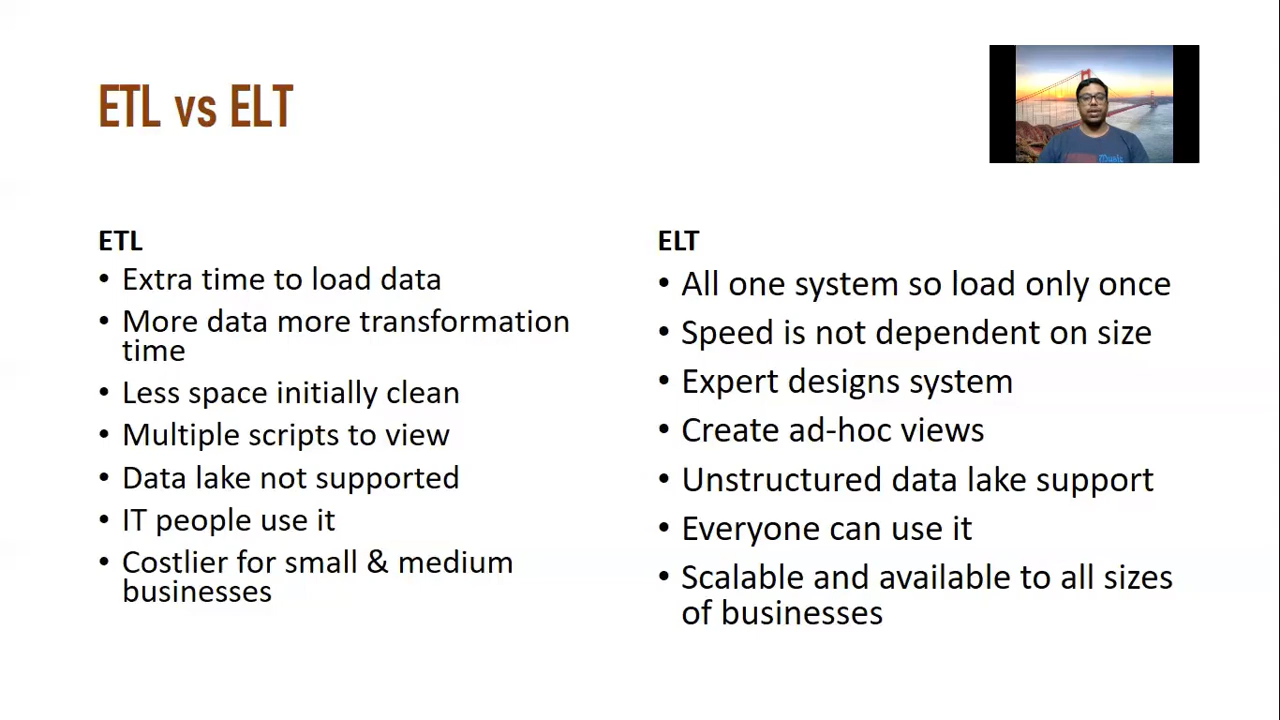 ETL vs ELT
ETL
• Extra time to load data
• More data more transformation
time
• Less space initially clean
• Multiple scripts to view
• Data lake not supported
• IT people use it
• Costlier for small & medium
businesses
ELT
• All one system so load only once
• Speed is not dependent on size
• Expert designs system
• Create ad-hoc views
• Unstructured data lake support
• Everyone can use it
• Scalable and available to all sizes
of businesses